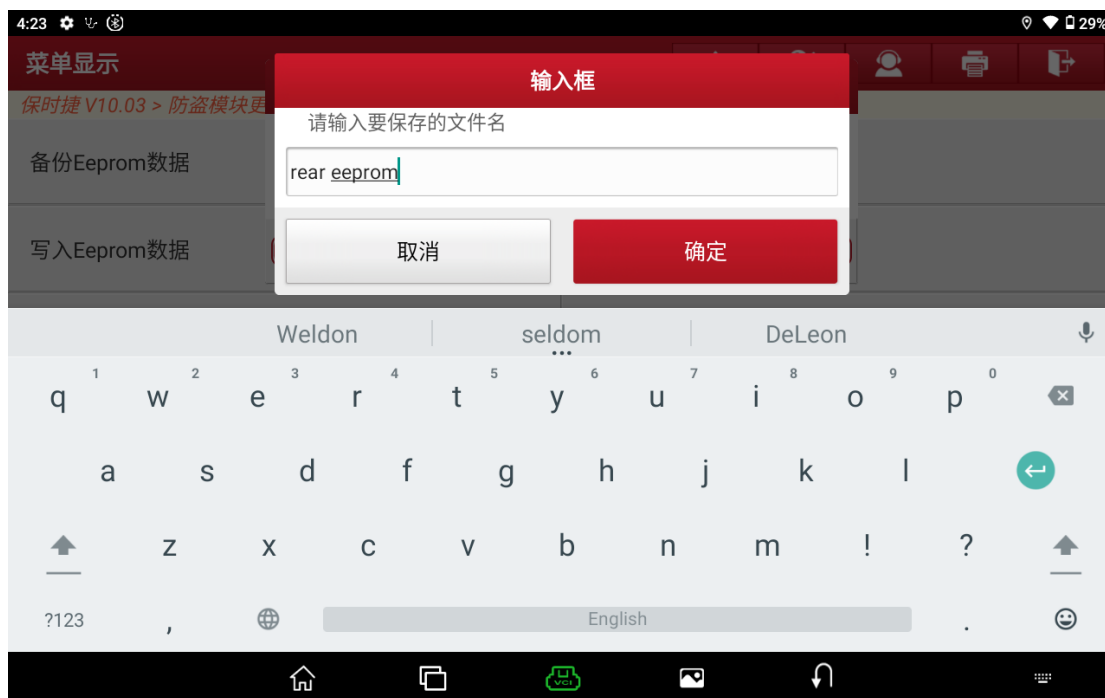 4:23 29%
菜单显示
保时捷 V10.03 > 防盗模块更
输入框
请输入要保存的文件名
备份Eeprom数据
rear eeprom
写入Eeprom数据
取消 确定
Weldon seldom DeLeon
1 2 3 4 5 6 7 8 9 0
q w e r t y u i o p
a s d f g h j k l
z x c v b n m ! ?
?123 , English .
VCI